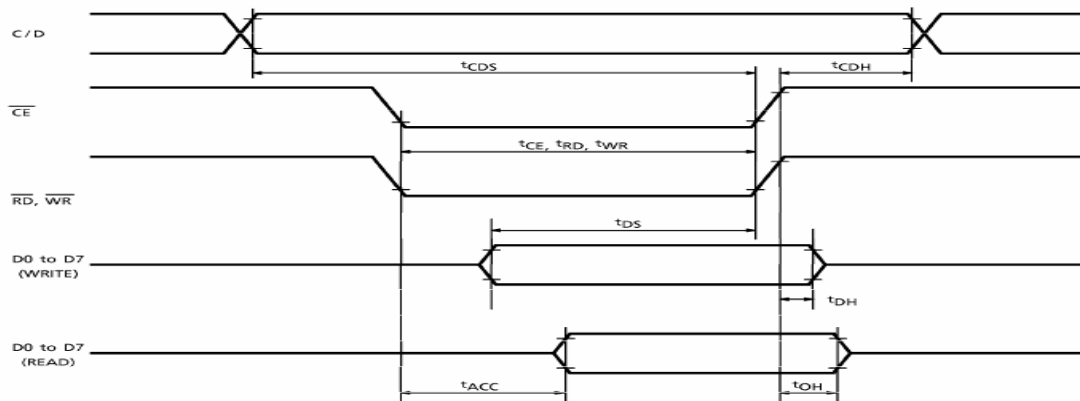 C/D
tCDS
tCDH
CE
tCE, tRD, tWR
RD, WR
tDS
D0 to D7
(WRITE)
tDH
D0 to D7
(READ)
tACC
tOH